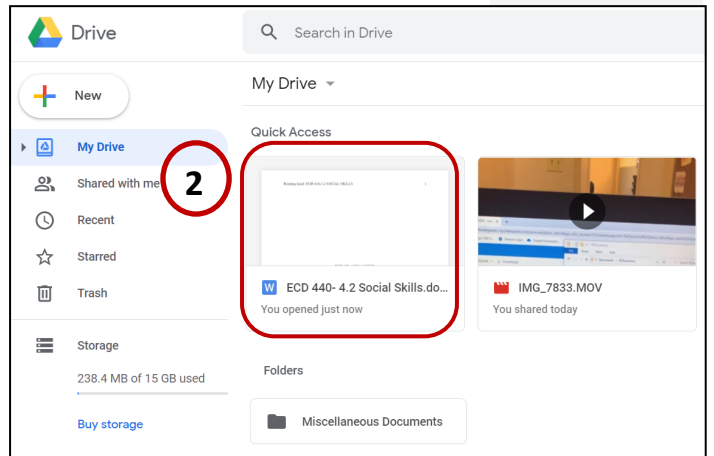 Drive
Search in Drive
New
My Drive
My Drive
Shared with me
Recent
Starred
Trash
Storage
238.4 MB of 15 GB used
Buy storage
2
Quick Access
W
ECD 440- 4.2 Social Skills.do...
You opened just now
IMG_7833.MOV
You shared today
Folders
Miscellaneous Documents